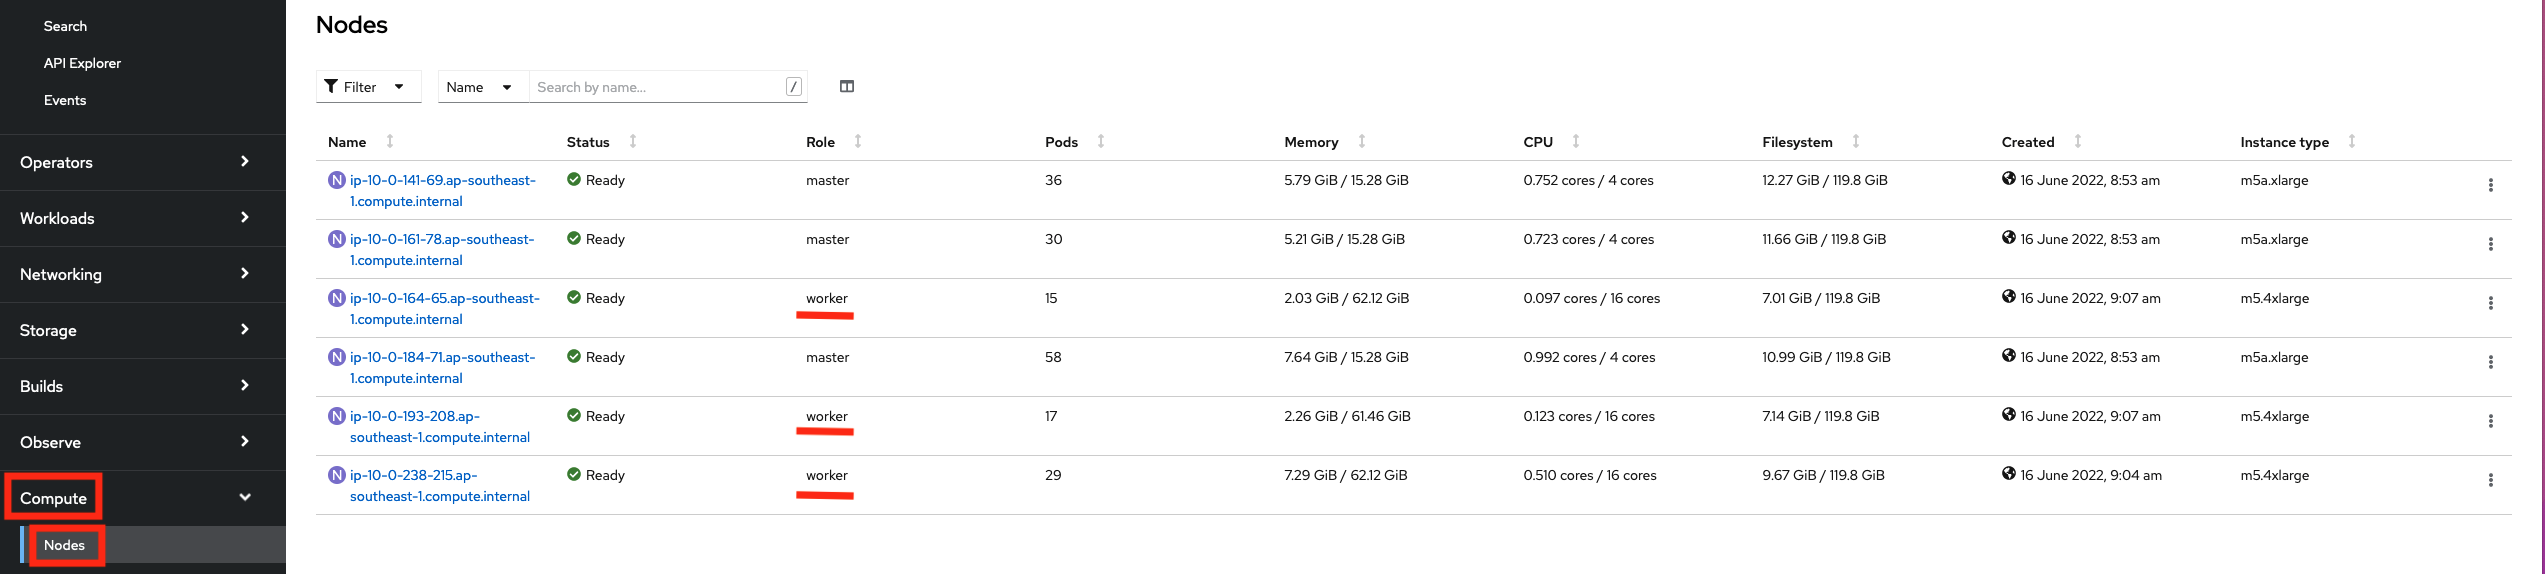 Search
API Explorer
Events
Operators
Workloads
Networking
Storage
Builds
Observe
Compute
Nodes
Nodes
Filter Name Search by name... /
Name Status Role Pods Memory CPU Filesystem Created Instance type
N ip-10-0-141-69.ap-southeast- Ready master 36 5.79 GiB / 15.28 GiB 0.752 cores / 4 cores 12.27 GiB / 119.8 GiB 16 June 2022, 8:53 am m5a.xlarge
1.compute.internal
N ip-10-0-161-78.ap-southeast- Ready master 30 5.21 GiB / 15.28 GiB 0.723 cores / 4 cores 11.66 GiB / 119.8 GiB 16 June 2022, 8:53 am m5a.xlarge
1.compute.internal
N ip-10-0-164-65.ap-southeast- Ready worker 15 2.03 GiB / 62.12 GiB 0.097 cores / 16 cores 7.01 GiB / 119.8 GiB 16 June 2022, 9:07 am m5.4xlarge
1.compute.internal
N ip-10-0-184-71.ap-southeast- Ready master 58 7.64 GiB / 15.28 GiB 0.992 cores / 4 cores 10.99 GiB / 119.8 GiB 16 June 2022, 8:53 am m5a.xlarge
1.compute.internal
N ip-10-0-193-208.ap- Ready worker 17 2.26 GiB / 61.46 GiB 0.123 cores / 16 cores 7.14 GiB / 119.8 GiB 16 June 2022, 9:07 am m5.4xlarge
southeast-1.compute.internal
N ip-10-0-238-215.ap- Ready worker 29 7.29 GiB / 62.12 GiB 0.510 cores / 16 cores 9.67 GiB / 119.8 GiB 16 June 2022, 9:04 am m5.4xlarge
southeast-1.compute.internal